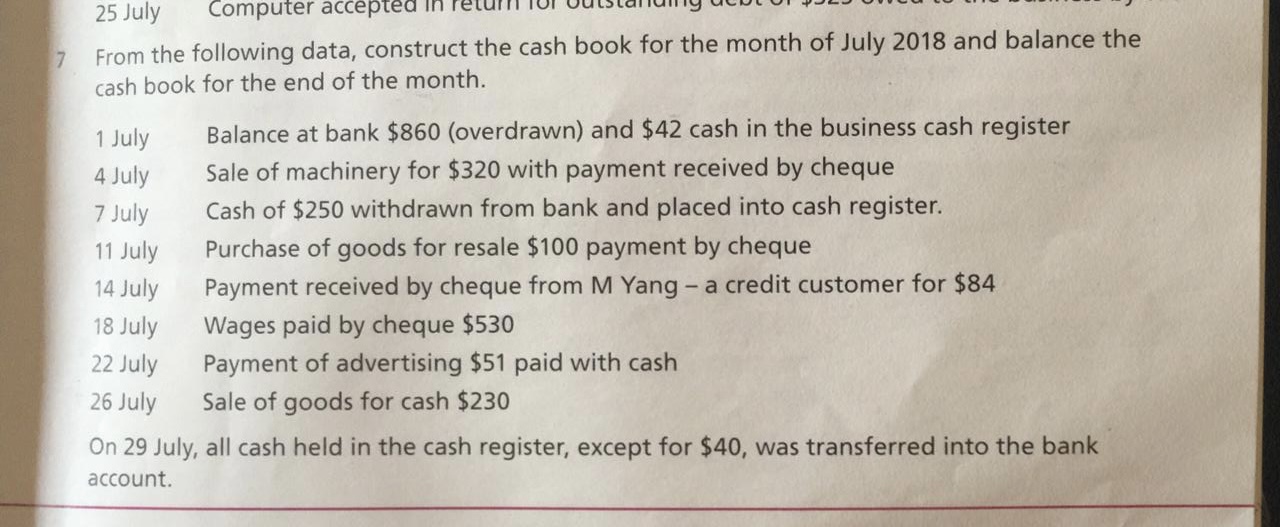 25 July Computer accepted in return for outstanding debt of $525 owed to the business by
7 From the following data, construct the cash book for the month of July 2018 and balance the
cash book for the end of the month.
1 July Balance at bank $860 (overdrawn) and $42 cash in the business cash register
4 July Sale of machinery for $320 with payment received by cheque
7 July Cash of $250 withdrawn from bank and placed into cash register.
11 July Purchase of goods for resale $100 payment by cheque
14 July Payment received by cheque from M Yang – a credit customer for $84
18 July Wages paid by cheque $530
22 July Payment of advertising $51 paid with cash
26 July Sale of goods for cash $230
On 29 July, all cash held in the cash register, except for $40, was transferred into the bank
account.